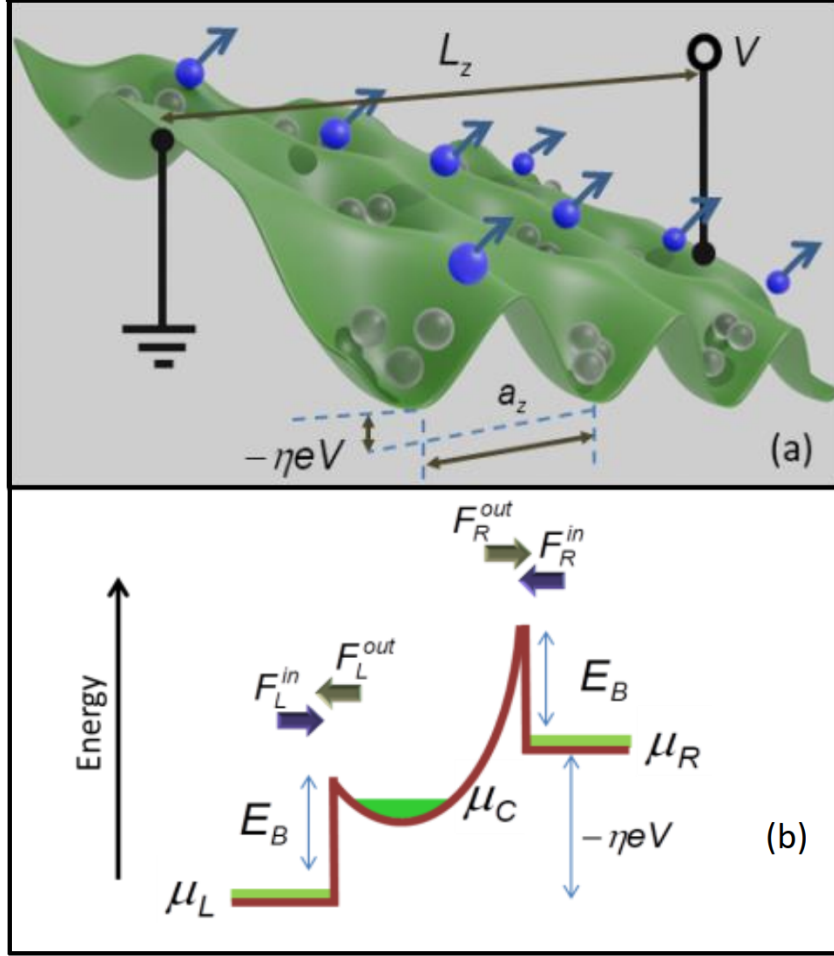 L_z
V
a_z
−ηeV
(a)
F_R^{out}
F_R^{in}
F_L^{out}
F_L^{in}
Energy
E_B
μ_R
E_B
μ_C
−ηeV
(b)
μ_L